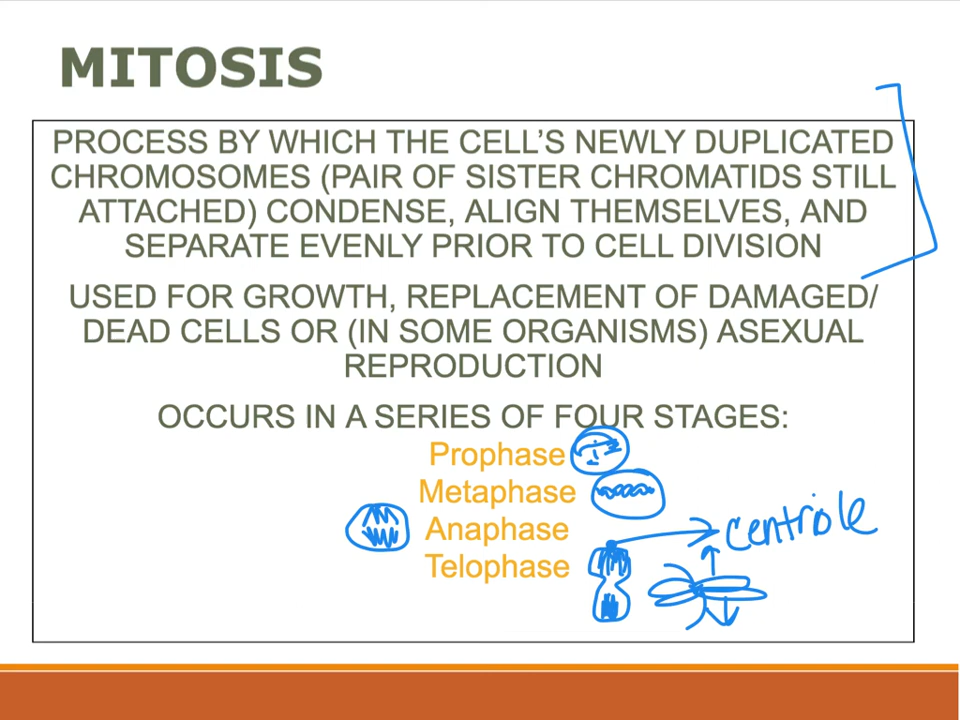 MITOSIS
PROCESS BY WHICH THE CELL'S NEWLY DUPLICATED
CHROMOSOMES (PAIR OF SISTER CHROMATIDS STILL
ATTACHED) CONDENSE, ALIGN THEMSELVES, AND
SEPARATE EVENLY PRIOR TO CELL DIVISION
USED FOR GROWTH, REPLACEMENT OF DAMAGED/
DEAD CELLS OR (IN SOME ORGANISMS) ASEXUAL
REPRODUCTION
OCCURS IN A SERIES OF FOUR STAGES:
Prophase
Metaphase
Anaphase
centriole
Telophase